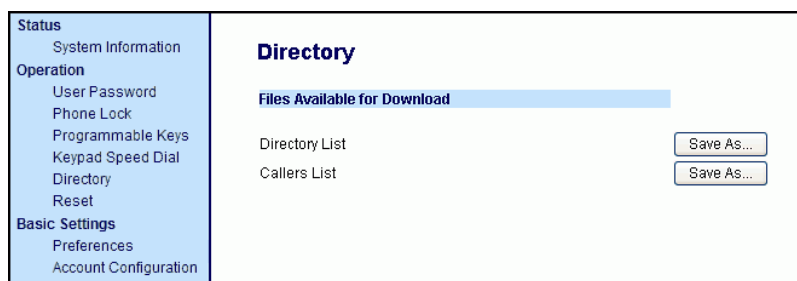 Status
System Information
Operation
User Password
Phone Lock
Programmable Keys
Keypad Speed Dial
Directory
Reset
Basic Settings
Preferences
Account Configuration
Directory
Files Available for Download
Directory List
Save As...
Callers List
Save As...